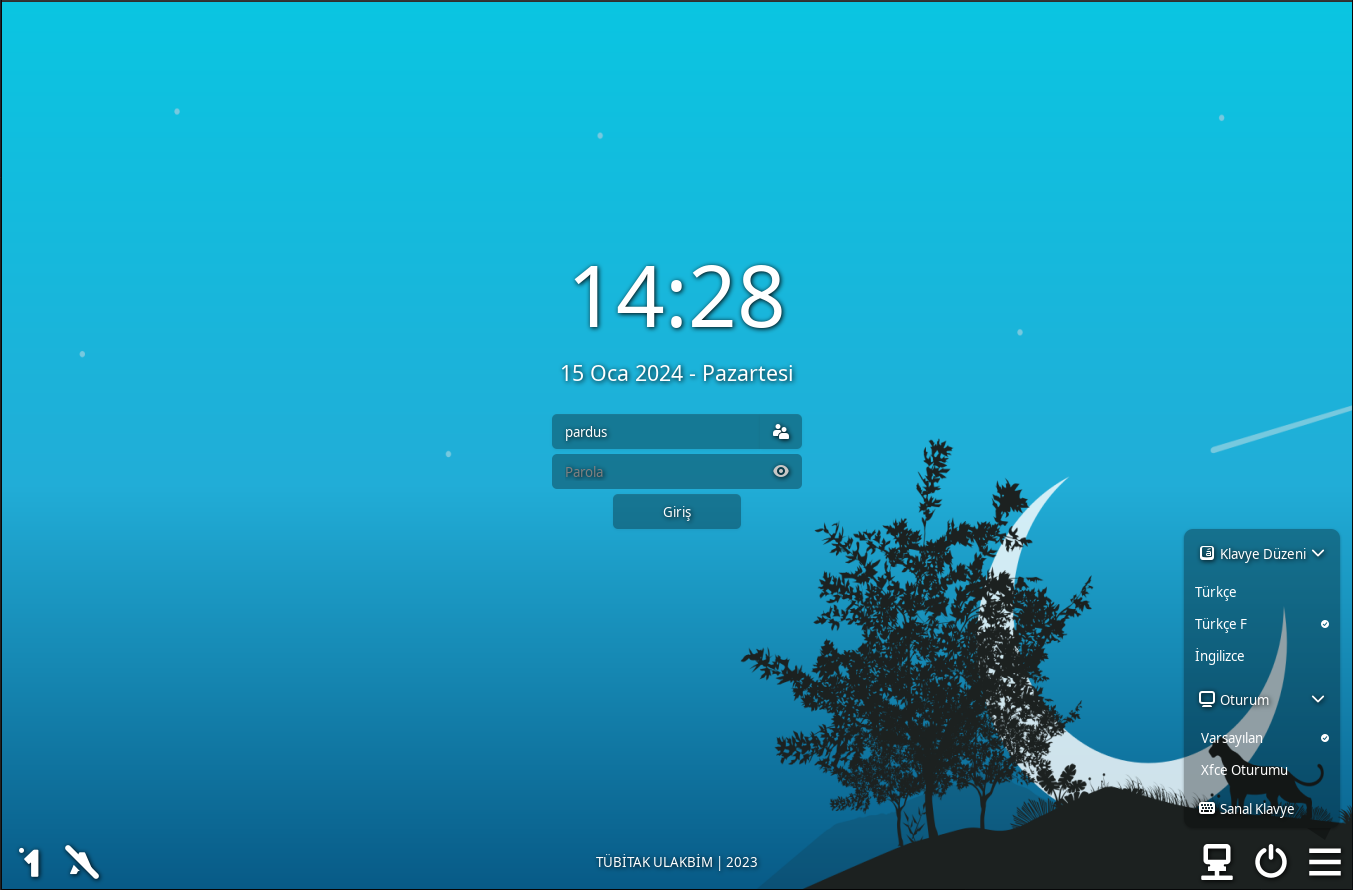 14:28
15 Oca 2024 - Pazartesi
pardus
Parola
Giriş
Klavye Düzeni
Türkçe
Türkçe F
İngilizce
Oturum
Varsayılan
Xfce Oturumu
Sanal Klavye
TÜBİTAK ULAKBİM | 2023